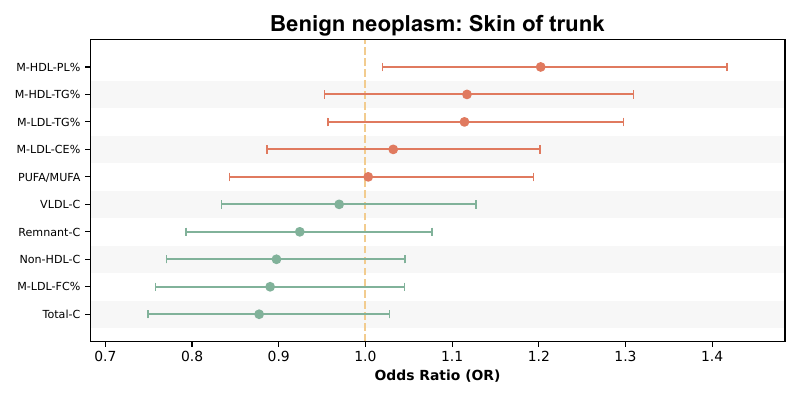 Benign neoplasm: Skin of trunk
M-HDL-PL%
M-HDL-TG%
M-LDL-TG%
M-LDL-CE%
PUFA/MUFA
VLDL-C
Remnant-C
Non-HDL-C
M-LDL-FC%
Total-C
0.7 0.8 0.9 1.0 1.1 1.2 1.3 1.4
Odds Ratio (OR)